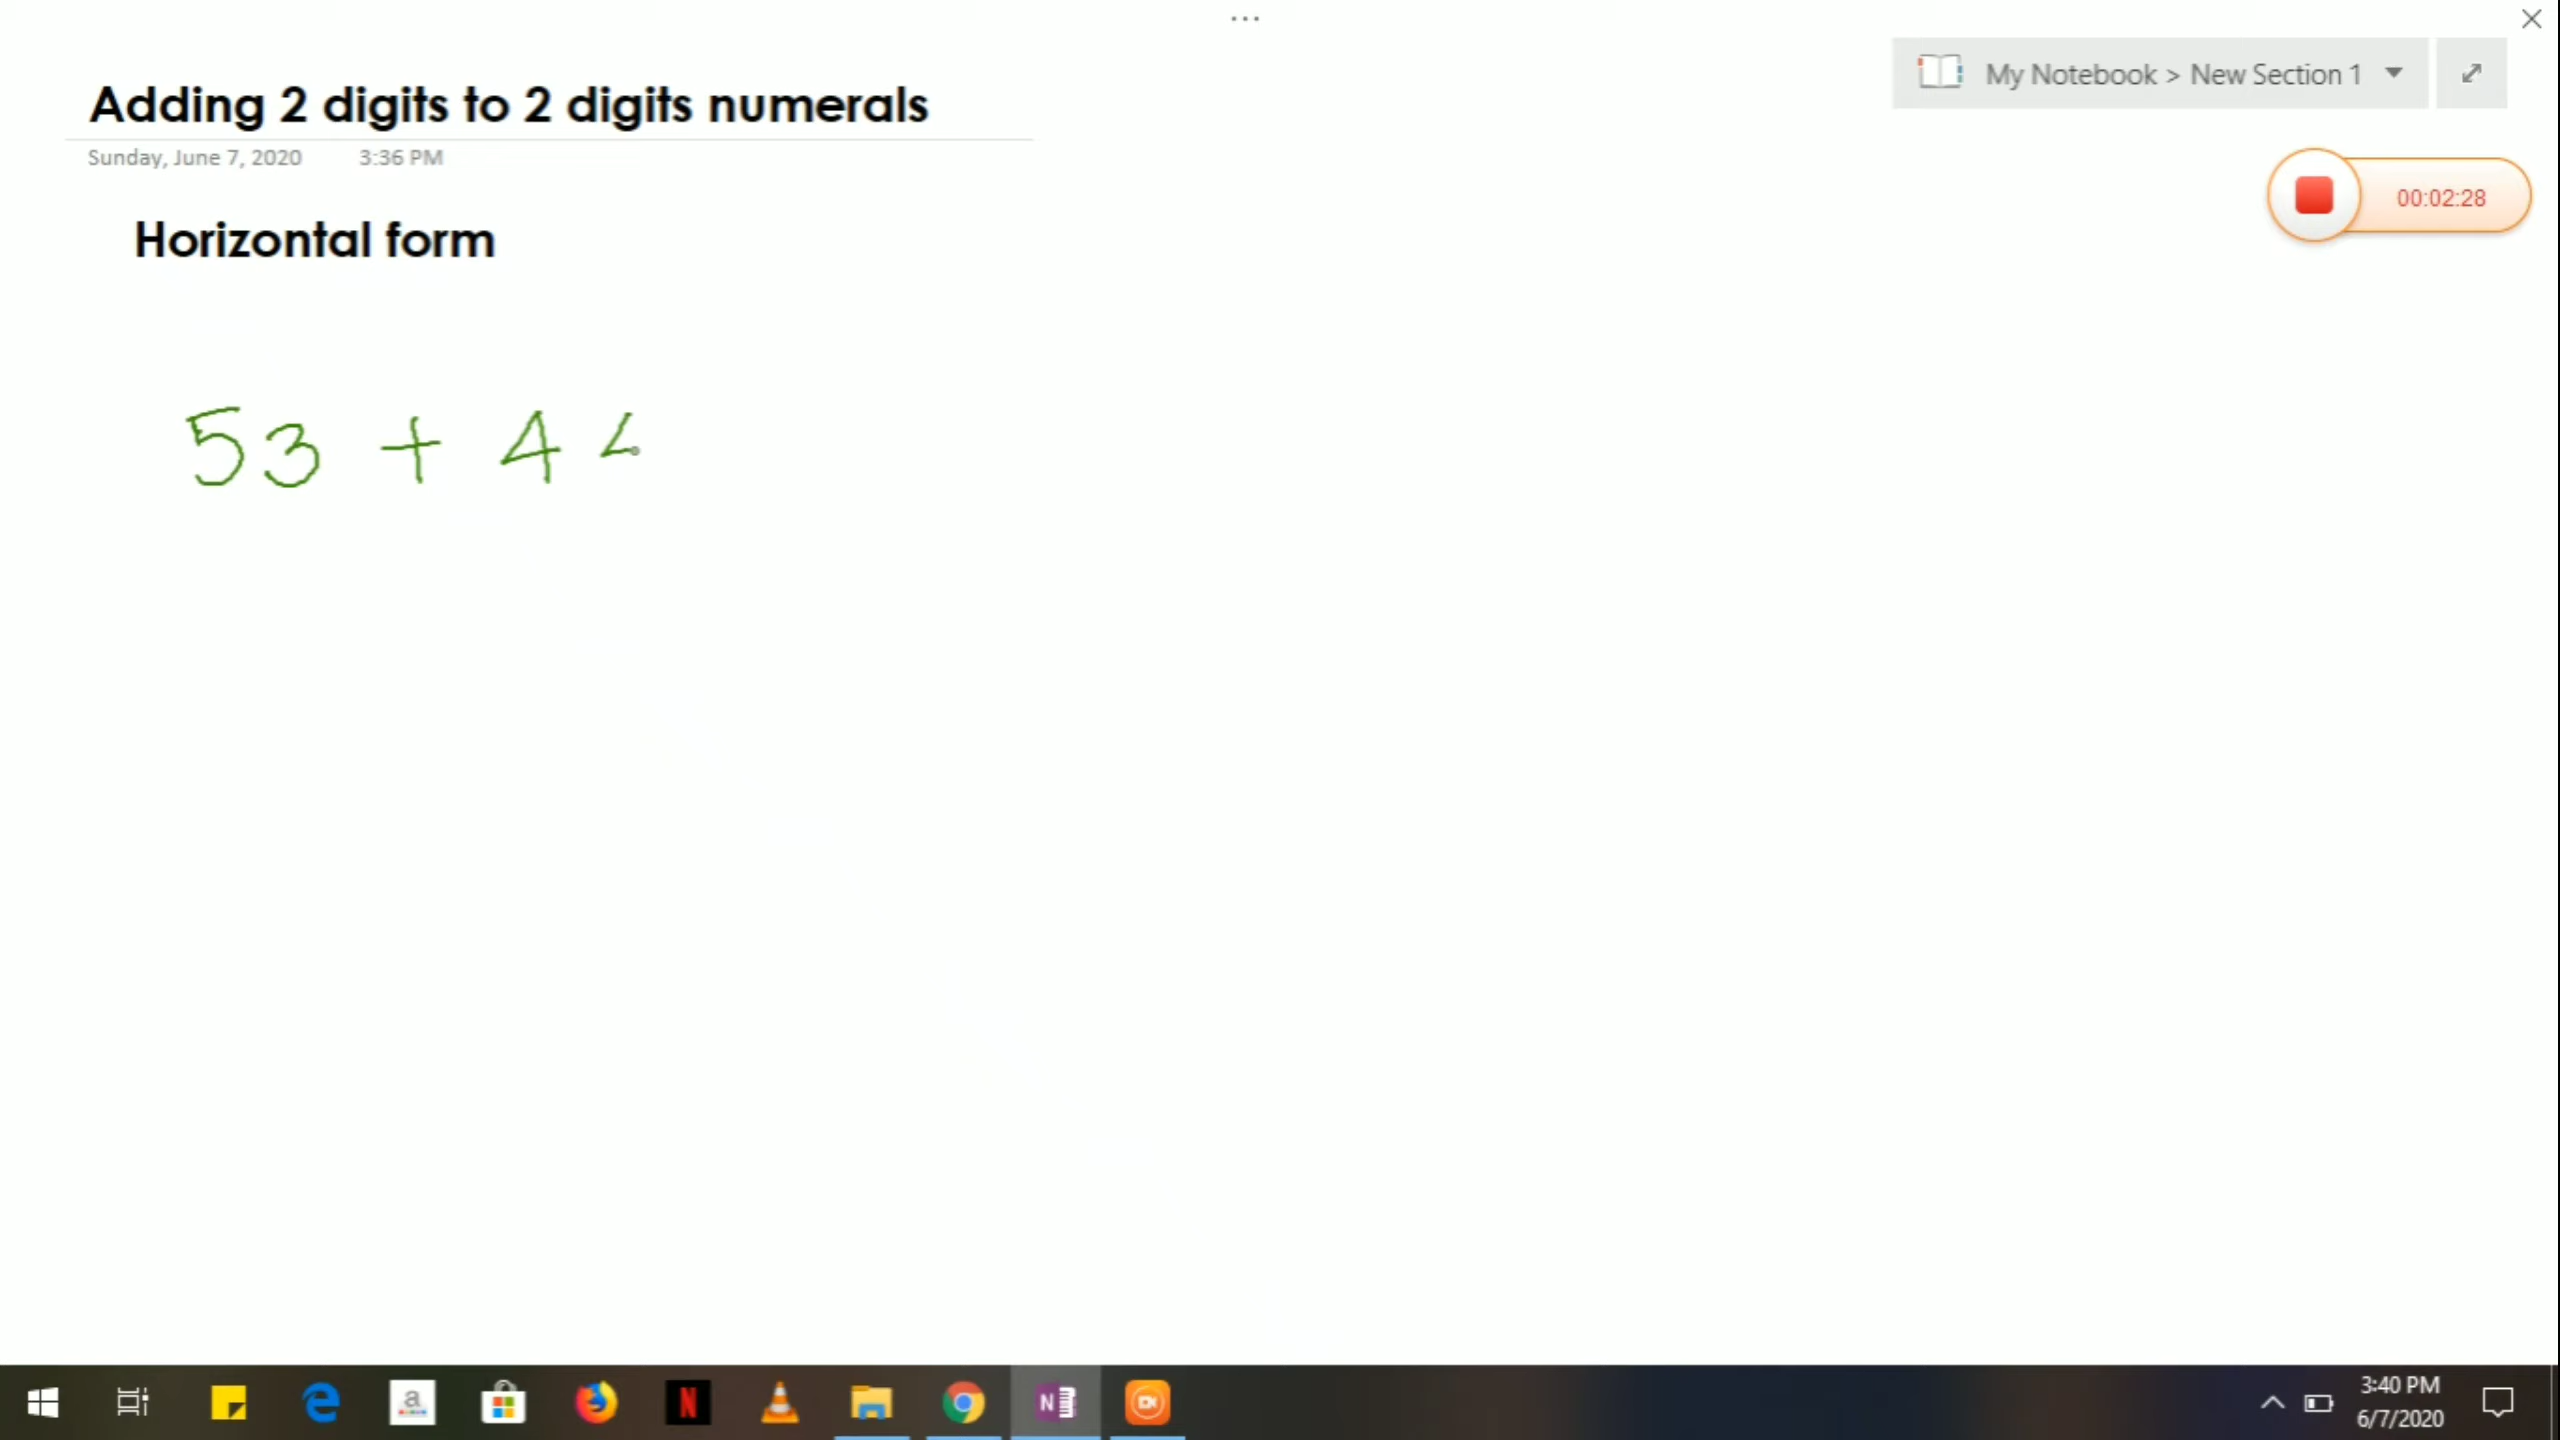 My Notebook > New Section 1
Adding 2 digits to 2 digits numerals
Sunday, June 7, 2020 3:36 PM
00:02:28
Horizontal form
53 + 44
a
N
N
3:40 PM
6/7/2020